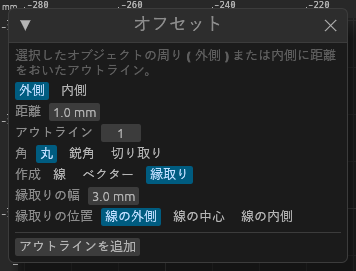 mm -280 -260 -240 -220
▼ オフセット ×
選択したオブジェクトの周り ( 外側 ) または内側に距離
をおいたアウトライン。
外側 内側
距離 1.0 mm
アウトライン 1
角 丸 鋭角 切り取り
作成 線 ベクター 縁取り
縁取りの幅 3.0 mm
縁取りの位置 線の外側 線の中心 線の内側
アウトラインを追加